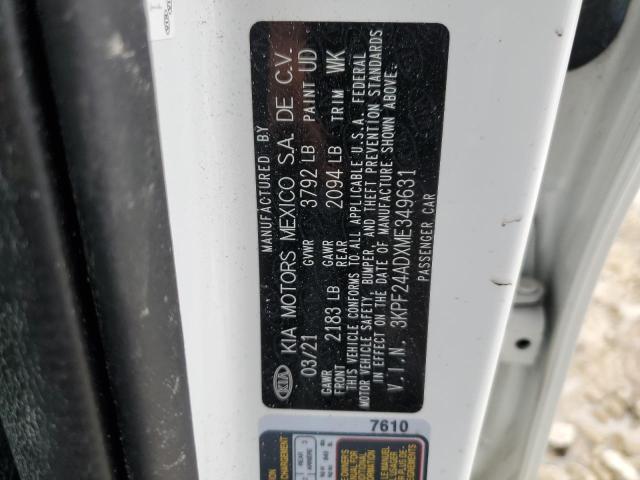 MANUFACTURED BY
KIA KIA MOTORS MEXICO S.A. DE C.V.
03/21 GVWR 3792 LB PAINT UD
GAWR FRONT 2183 LB GAWR REAR 2094 LB TRIM WK
THIS VEHICLE CONFORMS TO ALL APPLICABLE U.S.A. FEDERAL
MOTOR VEHICLE SAFETY, BUMPER, AND THEFT PREVENTION STANDARDS
IN EFFECT ON THE DATE OF MANUFACTURE SHOWN ABOVE.
V.I.N. 3KPF24ADXME349631
PASSENGER CAR
7610
REAR
ARRIERE